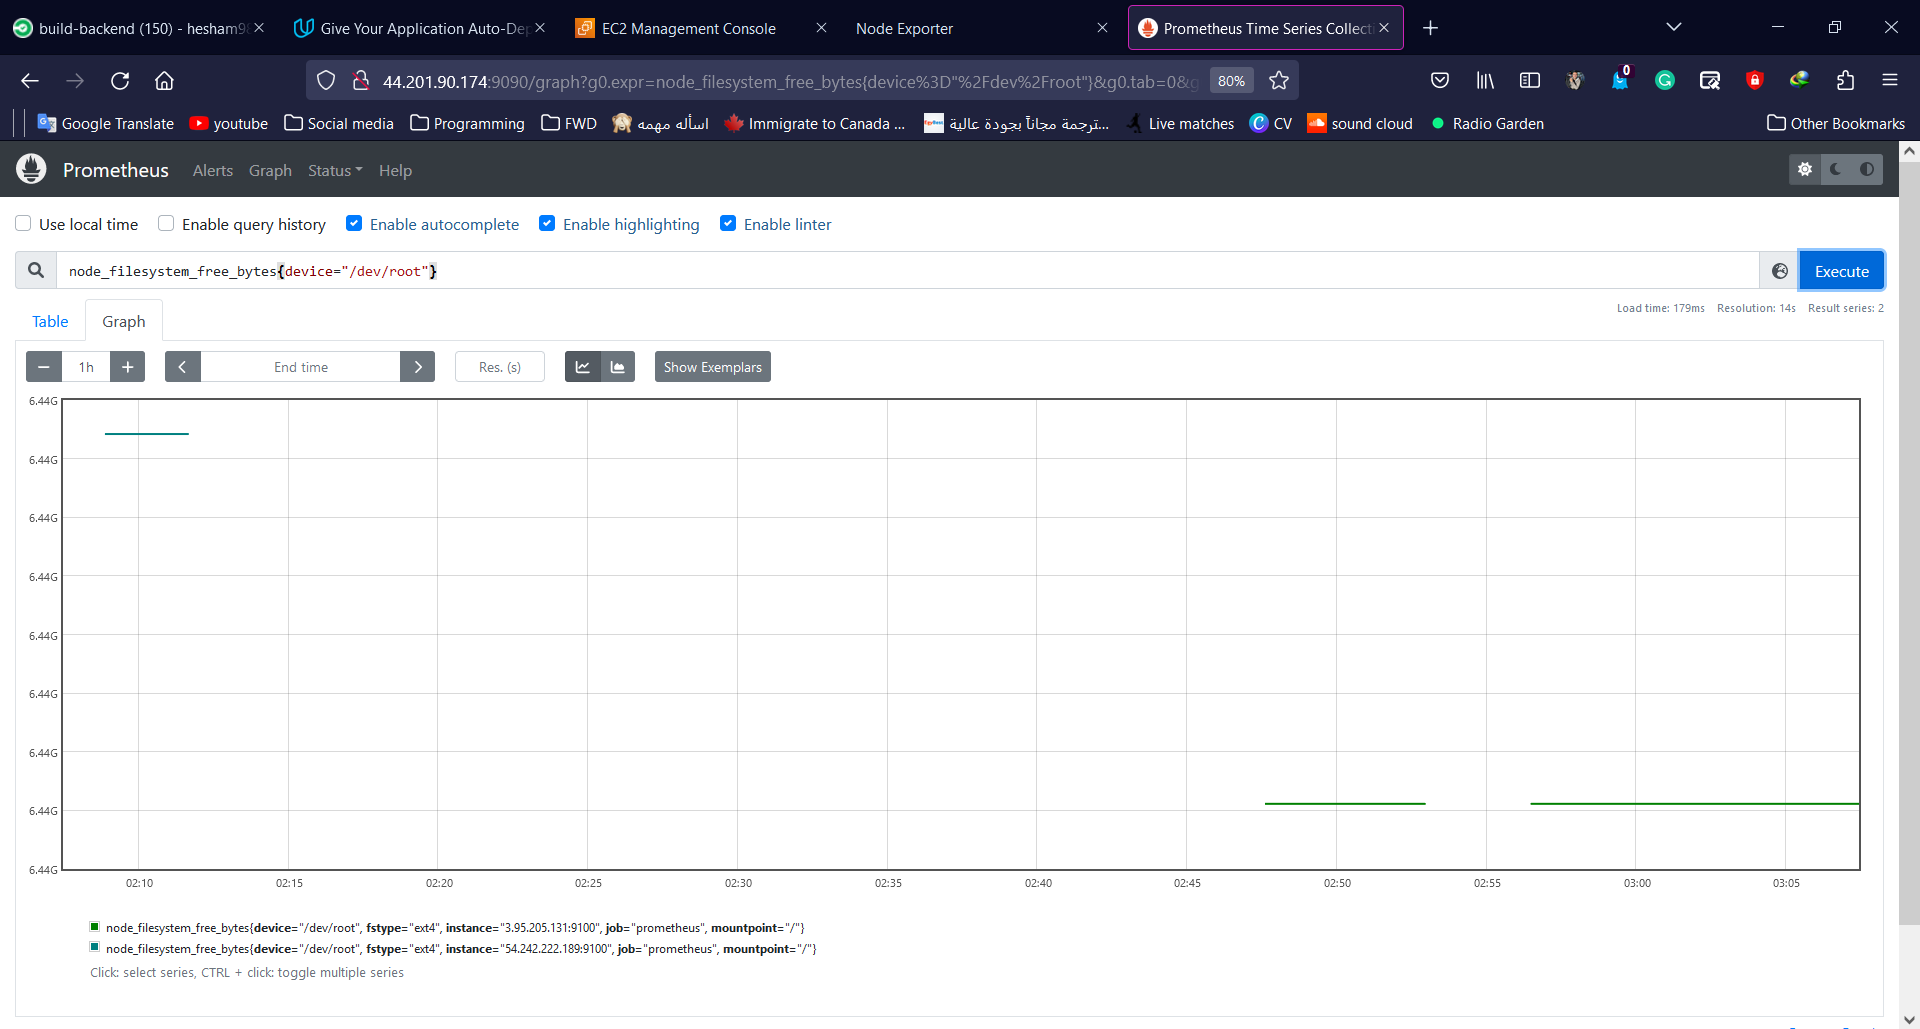 build-backend (150) - hesham98
Give Your Application Auto-Dep
EC2 Management Console
Node Exporter
Prometheus Time Series Collecti
44.201.90.174:9090/graph?g0.expr=node_filesystem_free_bytes{device%3D"%2Fdev%2Froot"}&g0.tab=0&g
80%
0
Google Translate
youtube
Social media
Programming
FWD
اسأله مهمه
Immigrate to Canada ...
ترجمة مجاناً بجودة عالية...
Live matches
CV
sound cloud
Radio Garden
Other Bookmarks
Prometheus
Alerts
Graph
Status
Help
Use local time
Enable query history
Enable autocomplete
Enable highlighting
Enable linter
node_filesystem_free_bytes{device="/dev/root"}
Execute
Table
Graph
Load time: 179ms
Resolution: 14s
Result series: 2
1h
End time
Res. (s)
Show Exemplars
6.44G
6.44G
6.44G
6.44G
6.44G
6.44G
6.44G
6.44G
6.44G
02:10
02:15
02:20
02:25
02:30
02:35
02:40
02:45
02:50
02:55
03:00
03:05
node_filesystem_free_bytes{device="/dev/root", fstype="ext4", instance="3.95.205.131:9100", job="prometheus", mountpoint="/"}
node_filesystem_free_bytes{device="/dev/root", fstype="ext4", instance="54.242.222.189:9100", job="prometheus", mountpoint="/"}
Click: select series, CTRL + click: toggle multiple series